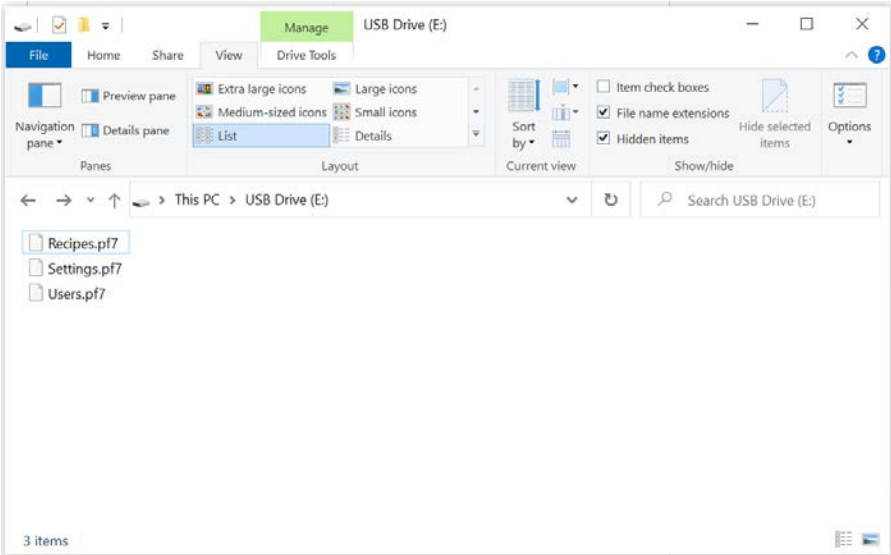 Manage
USB Drive (E:)
File
Home
Share
View
Drive Tools
Navigation pane
Preview pane
Details pane
Panes
Extra large icons
Large icons
Medium-sized icons
Small icons
List
Details
Layout
Sort by
Current view
Item check boxes
File name extensions
Hidden items
Hide selected items
Show/hide
Options
This PC > USB Drive (E:)
Search USB Drive (E:)
Recipes.pf7
Settings.pf7
Users.pf7
3 items